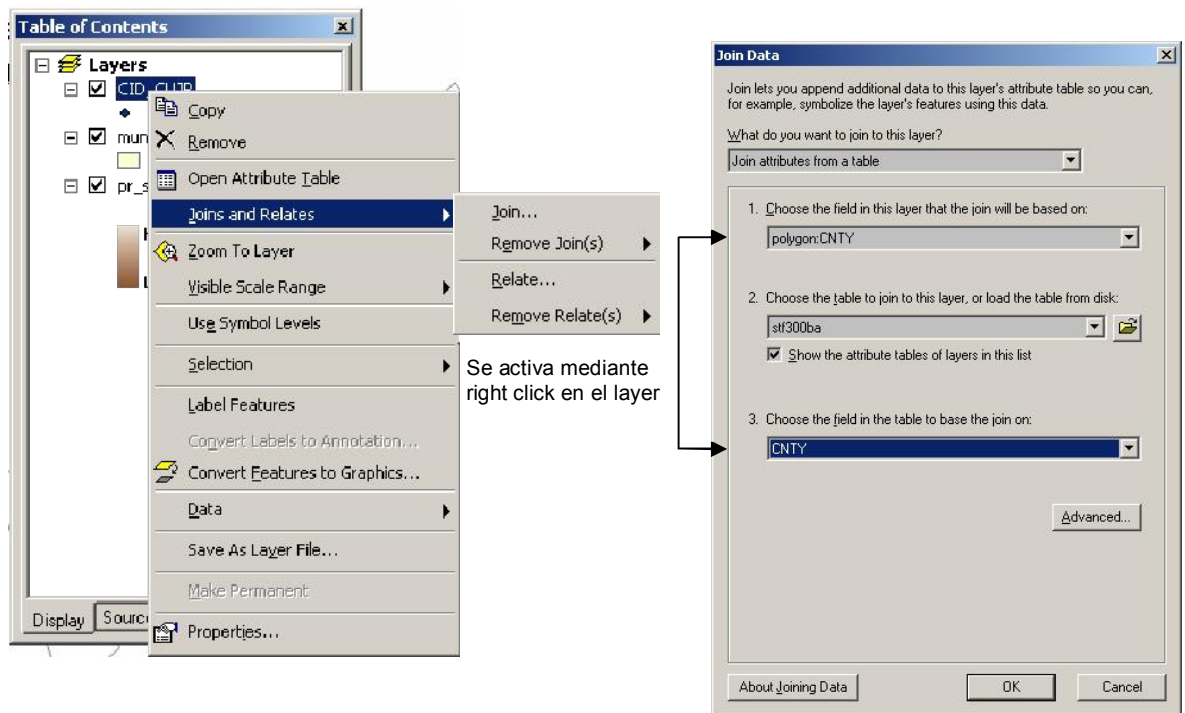 Table of Contents
Layers
CID_CUJP
mun
pr_s
Display
Source
Copy
Remove
Open Attribute Table
Joins and Relates
Zoom To Layer
Visible Scale Range
Use Symbol Levels
Selection
Label Features
Convert Labels to Annotation...
Convert Features to Graphics...
Data
Save As Layer File...
Make Permanent
Properties...
Join...
Remove Join(s)
Relate...
Remove Relate(s)
Se activa mediante
right click en el layer
Join Data
Join lets you append additional data to this layer's attribute table so you can,
for example, symbolize the layer's features using this data.
What do you want to join to this layer?
Join attributes from a table
1. Choose the field in this layer that the join will be based on:
polygon:CNTY
2. Choose the table to join to this layer, or load the table from disk:
stf300ba
Show the attribute tables of layers in this list
3. Choose the field in the table to base the join on:
CNTY
Advanced...
About Joining Data
OK
Cancel